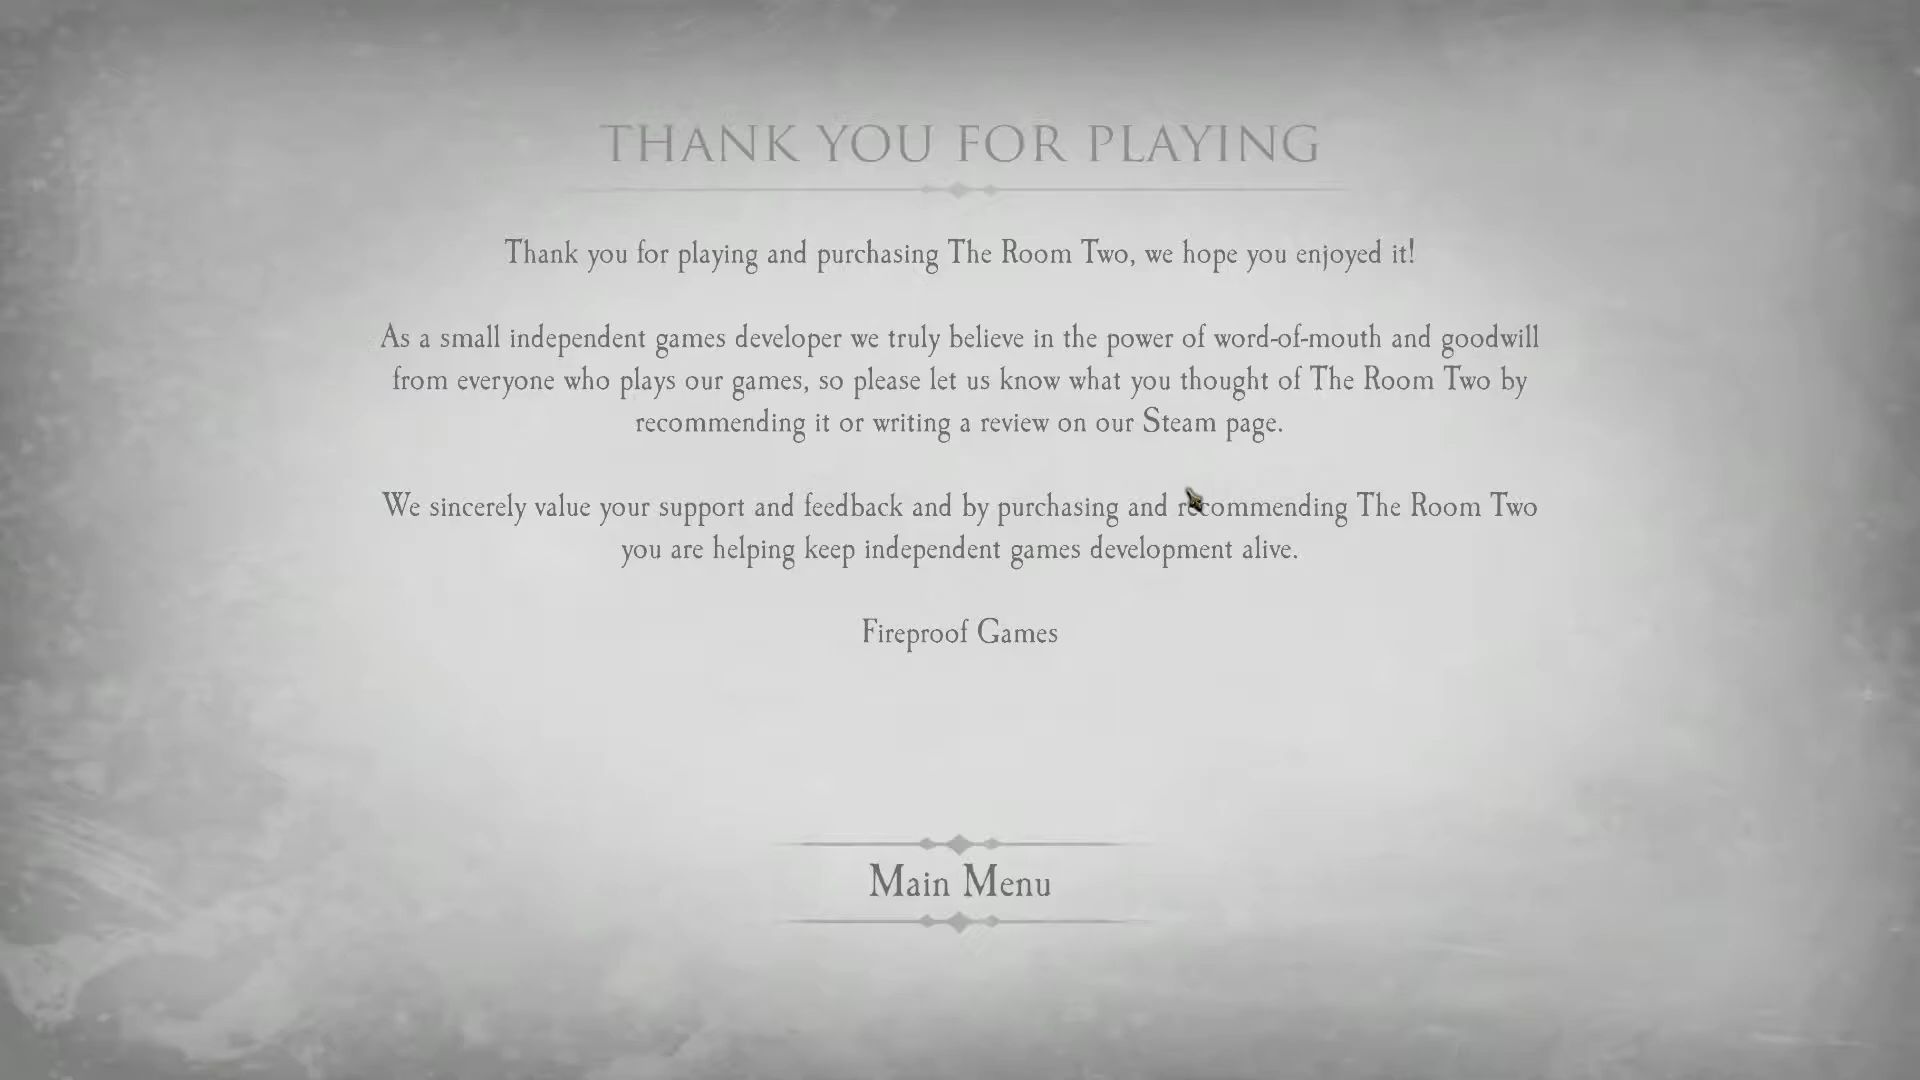 THANK YOU FOR PLAYING
Thank you for playing and purchasing The Room Two, we hope you enjoyed it!
As a small independent games developer we truly believe in the power of word-of-mouth and goodwill
from everyone who plays our games, so please let us know what you thought of The Room Two by
recommending it or writing a review on our Steam page.
We sincerely value your support and feedback and by purchasing and recommending The Room Two
you are helping keep independent games development alive.
Fireproof Games
Main Menu